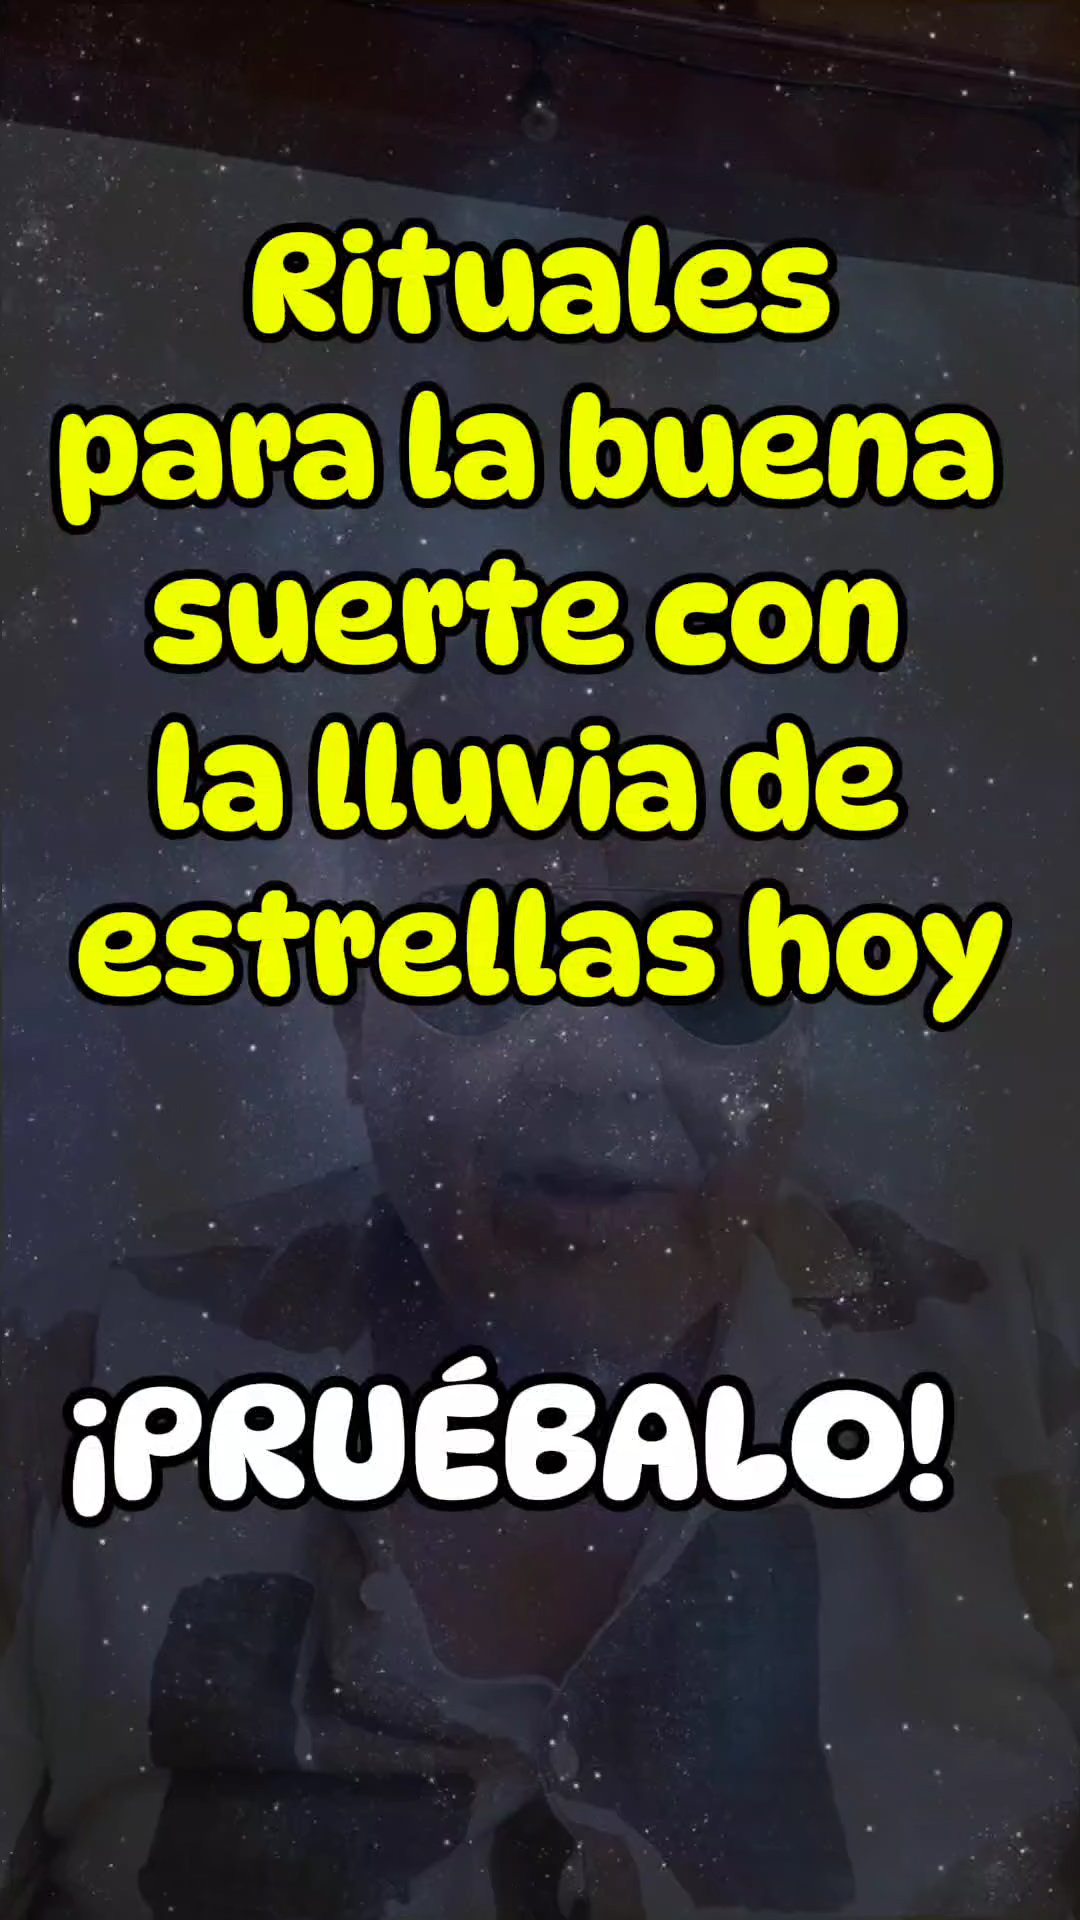 Rituales
para la buena
suerte con
la lluvia de
estrellas hoy
¡PRUÉBALO!